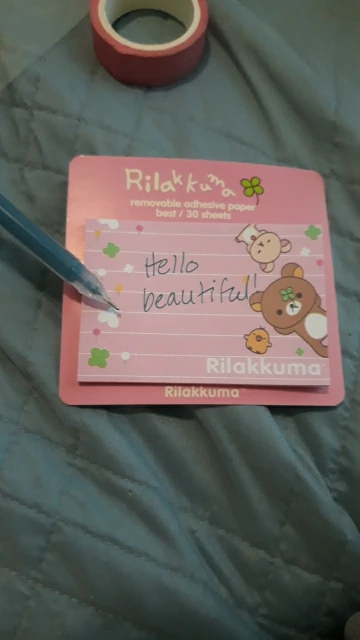 Rilakkuma
removable adhesive paper
best / 30 sheets
Hello
beautiful!
Rilakkuma
Rilakkuma